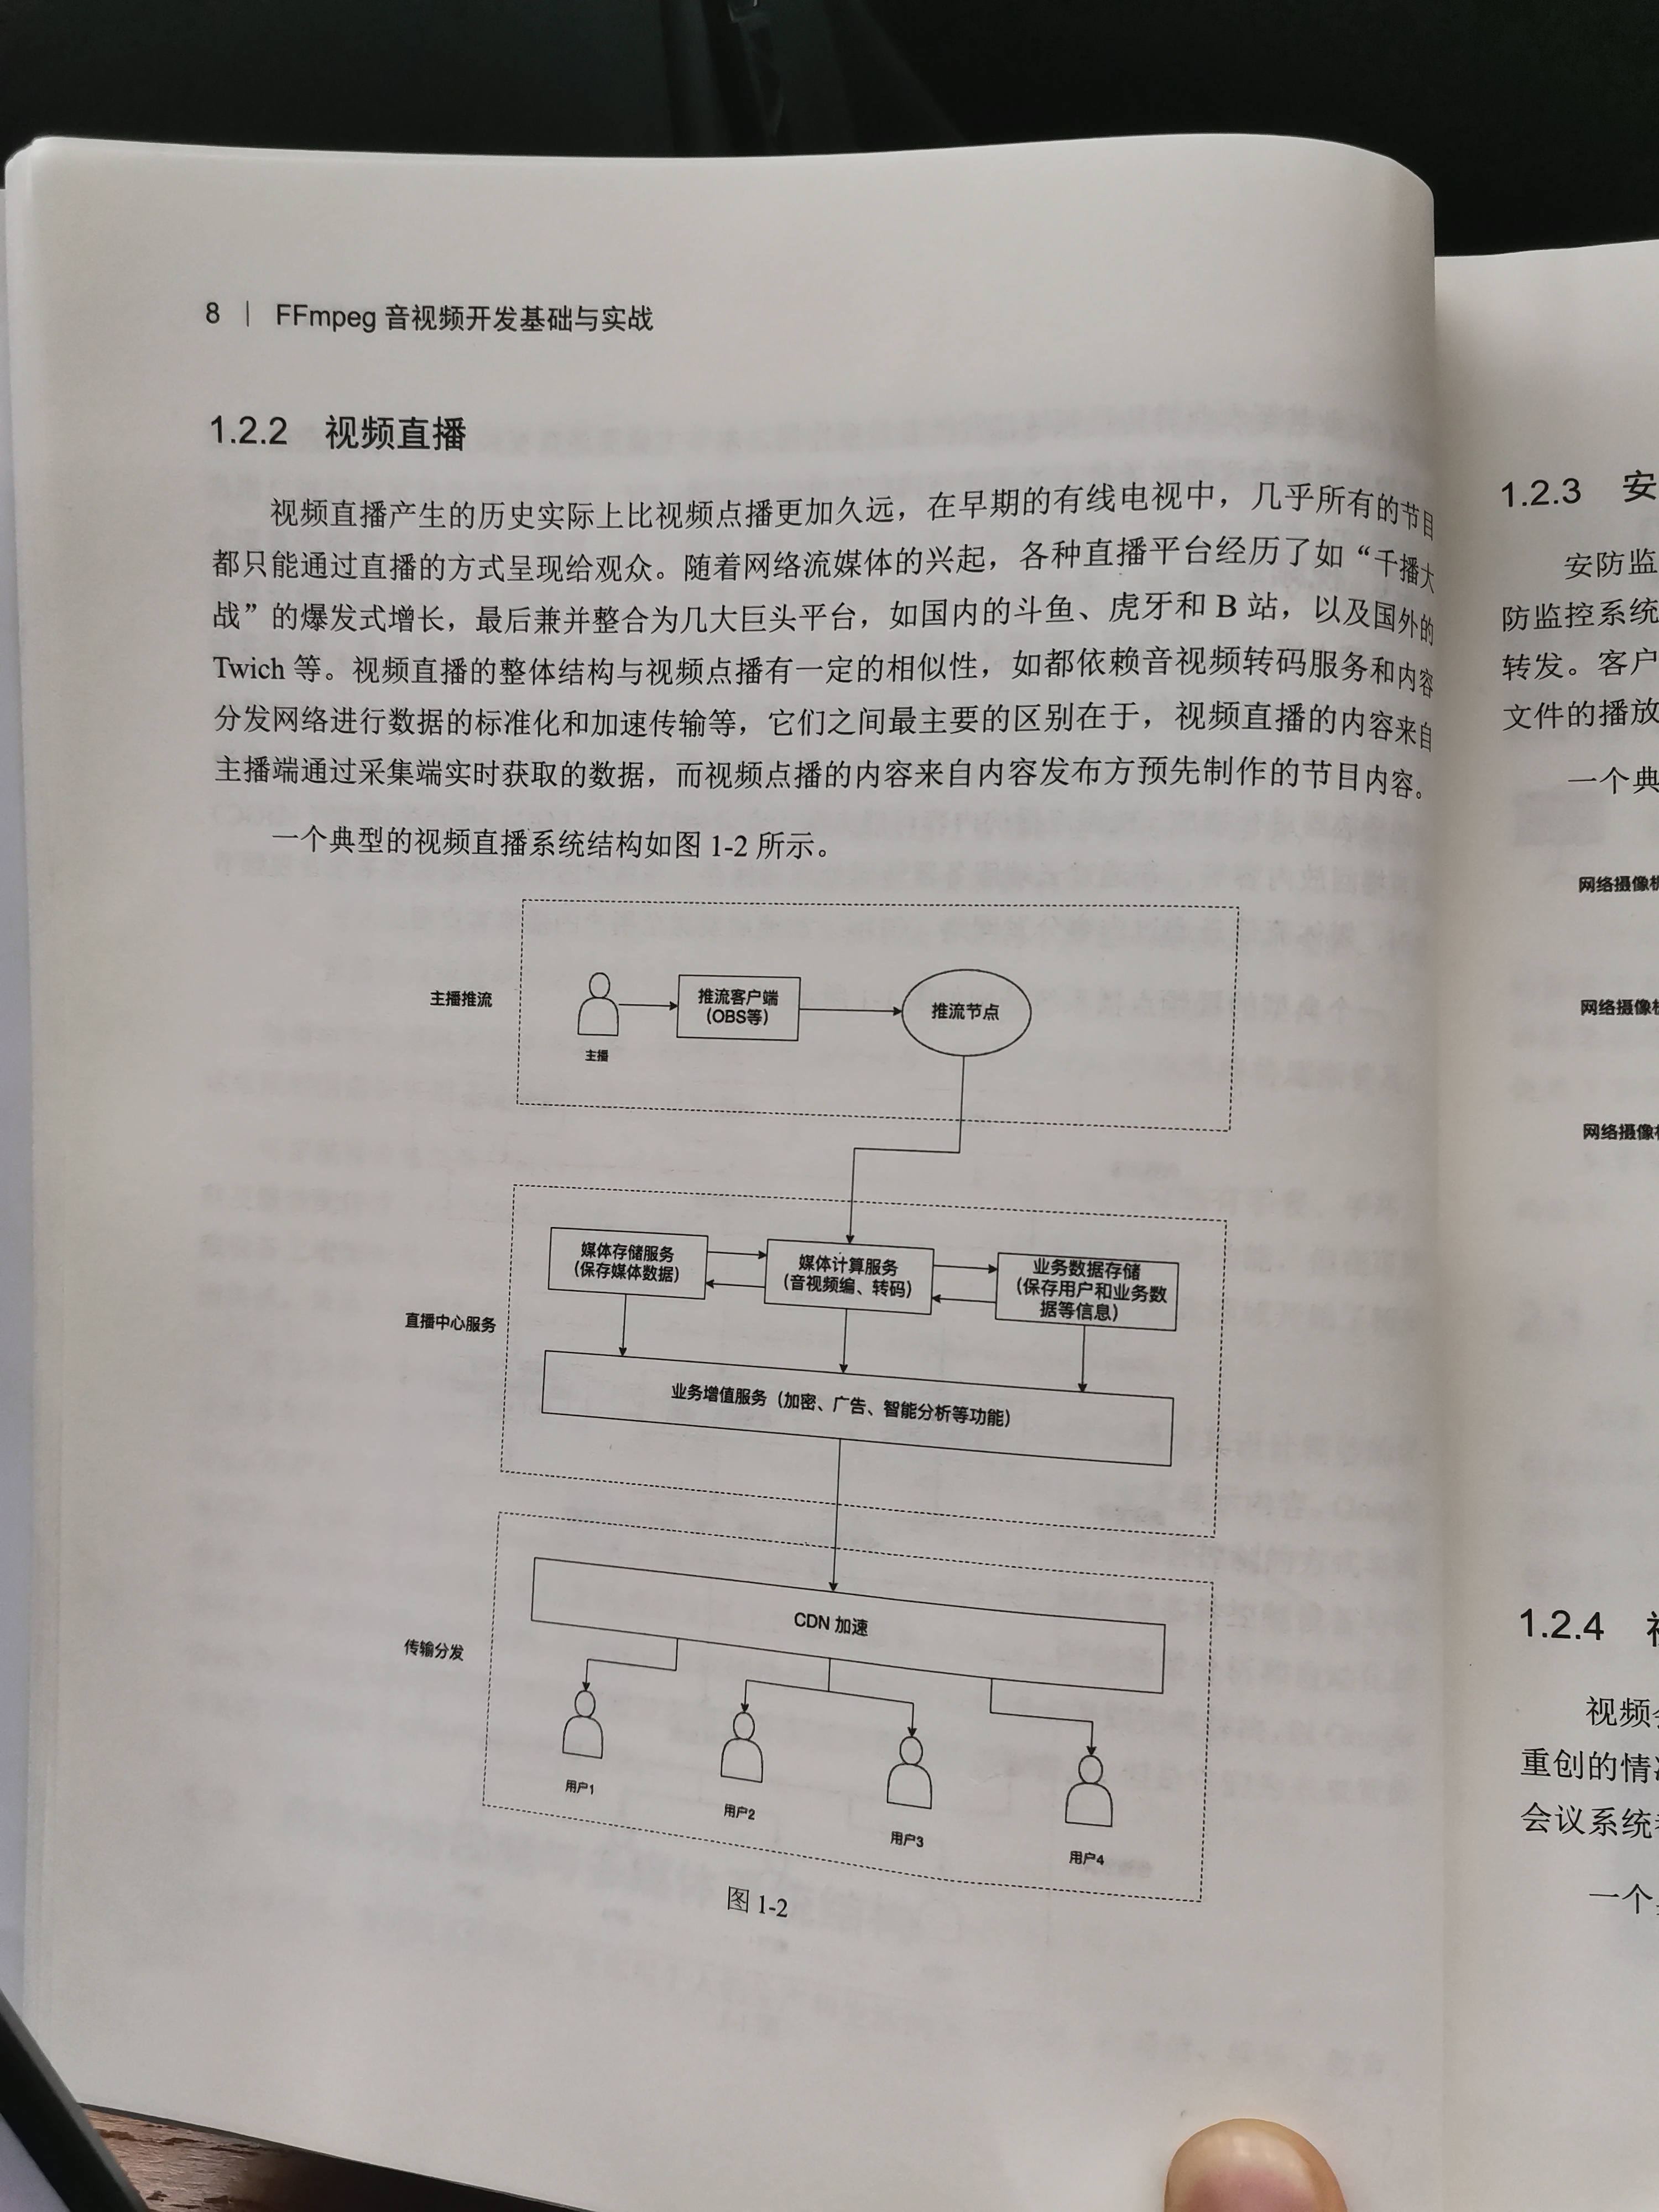 8 | FFmpeg 音视频开发基础与实战
1.2.2 视频直播
视频直播产生的历史实际上比视频点播更加久远，在早期的有线电视中，几乎所有的节目
都只能通过直播的方式呈现给观众。随着网络流媒体的兴起，各种直播平台经历了如“千播大
战”的爆发式增长，最后兼并整合为几大巨头平台，如国内的斗鱼、虎牙和 B 站，以及国外的
Twich 等。视频直播的整体结构与视频点播有一定的相似性，如都依赖音视频转码服务和内容
分发网络进行数据的标准化和加速传输等，它们之间最主要的区别在于，视频直播的内容来自
主播端通过采集端实时获取的数据，而视频点播的内容来自内容发布方预先制作的节目内容。
一个典型的视频直播系统结构如图 1-2 所示。
主播推流
主播
推流客户端
(OBS等)
推流节点
直播中心服务
媒体存储服务
(保存媒体数据)
媒体计算服务
(音视频编、转码)
业务数据存储
(保存用户和业务数
据等信息)
业务增值服务（加密、广告、智能分析等功能）
传输分发
CDN 加速
用户1
用户2
用户3
用户4
图 1-2
1.2.3 安
安防监
防监控系统
转发。客户
文件的播放
一个典
网络摄像机
网络摄像机
网络摄像机
1.2.4
视频会
重创的情况
会议系统
一个